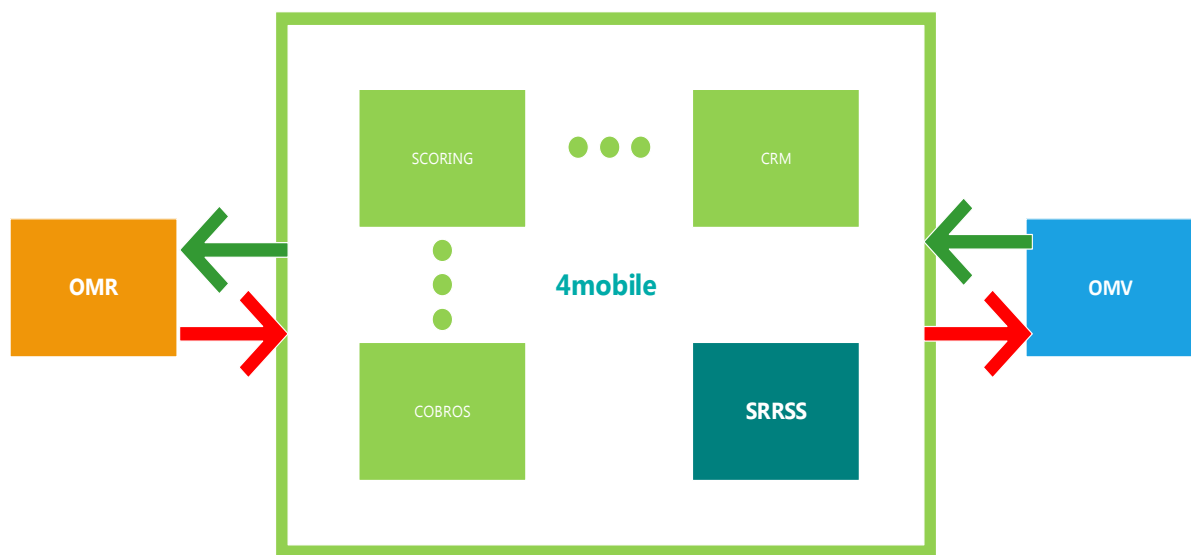 SCORING
CRM
OMR
4mobile
OMV
COBROS
SRRSS